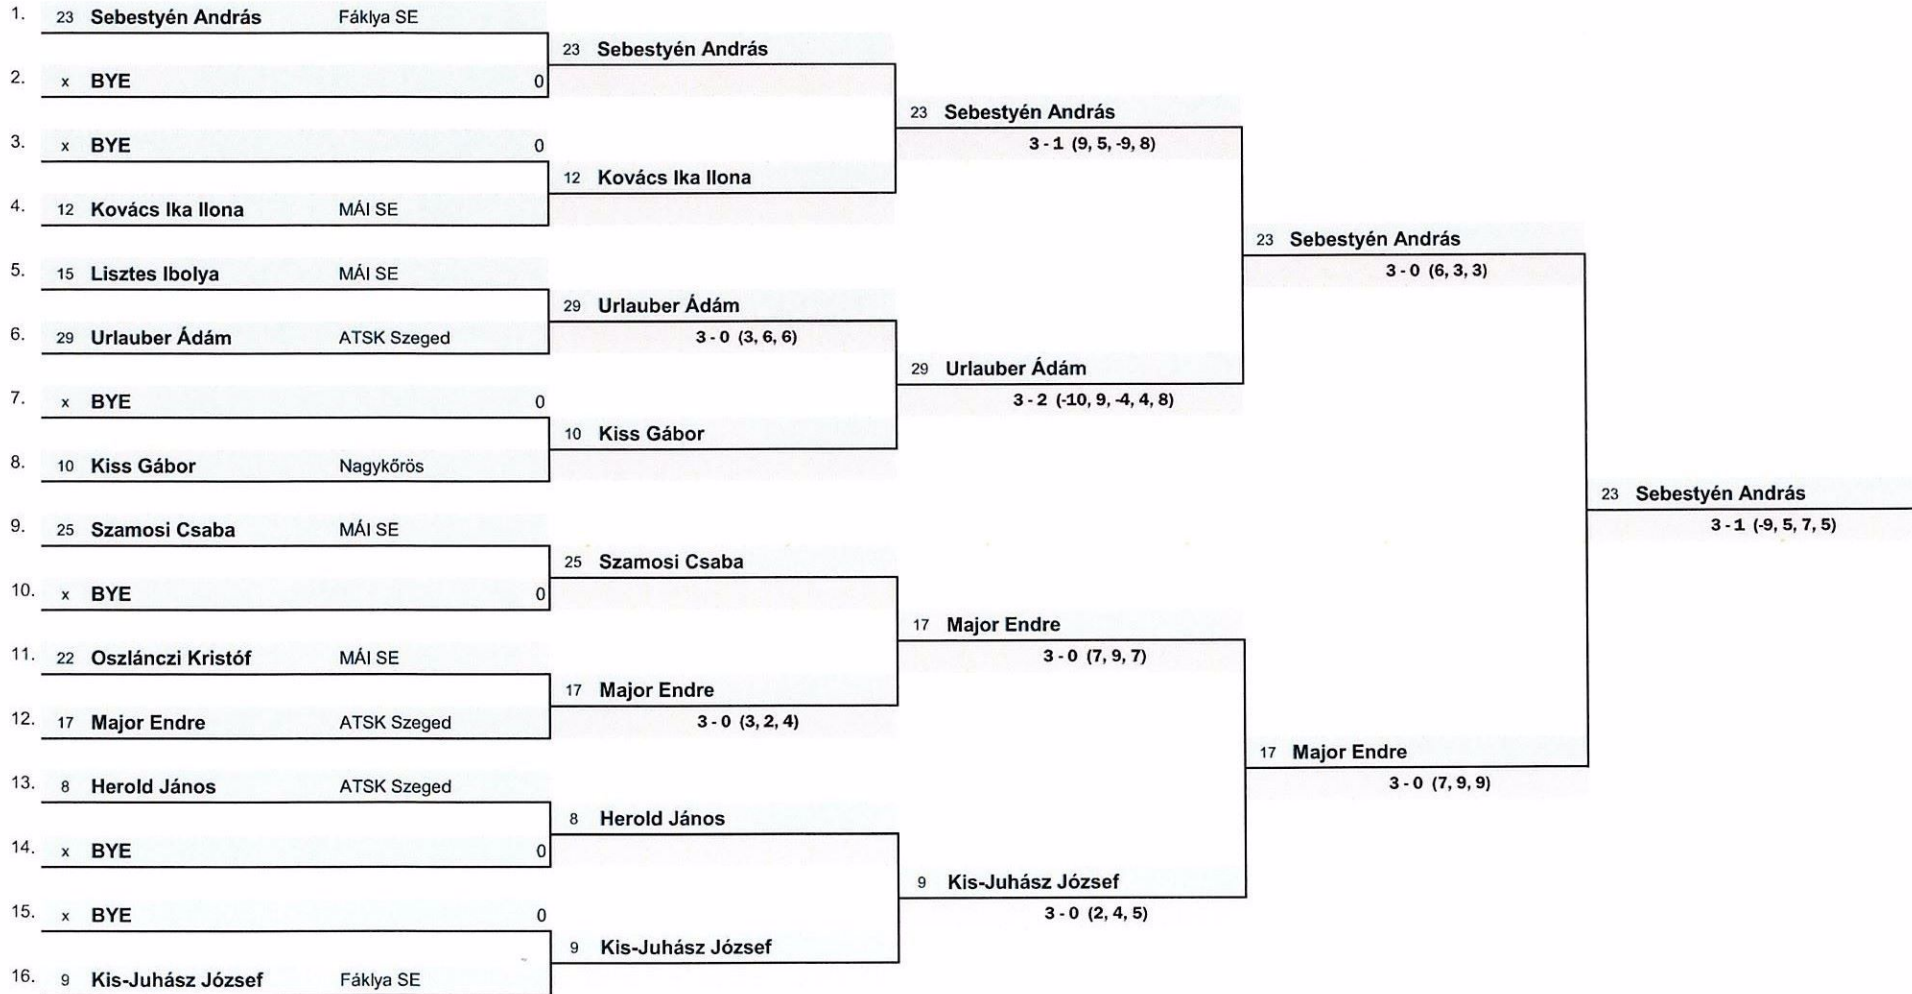 1. 23 Sebestyén András Fáklya SE
23 Sebestyén András
2. x BYE 0
23 Sebestyén András
3 - 1 (9, 5, -9, 8)
3. x BYE 0
12 Kovács Ika Ilona
4. 12 Kovács Ika Ilona MÁI SE
23 Sebestyén András
3 - 0 (6, 3, 3)
5. 15 Lisztes Ibolya MÁI SE
29 Urlauber Ádám
3 - 0 (3, 6, 6)
6. 29 Urlauber Ádám ATSK Szeged
29 Urlauber Ádám
3 - 2 (-10, 9, -4, 4, 8)
7. x BYE 0
10 Kiss Gábor
8. 10 Kiss Gábor Nagykőrös
23 Sebestyén András
3 - 1 (-9, 5, 7, 5)
9. 25 Szamosi Csaba MÁI SE
25 Szamosi Csaba
10. x BYE 0
17 Major Endre
3 - 0 (7, 9, 7)
11. 22 Oszlánczi Kristóf MÁI SE
17 Major Endre
3 - 0 (3, 2, 4)
12. 17 Major Endre ATSK Szeged
17 Major Endre
3 - 0 (7, 9, 9)
13. 8 Herold János ATSK Szeged
8 Herold János
14. x BYE 0
9 Kis-Juhász József
3 - 0 (2, 4, 5)
15. x BYE 0
9 Kis-Juhász József
16. 9 Kis-Juhász József Fáklya SE